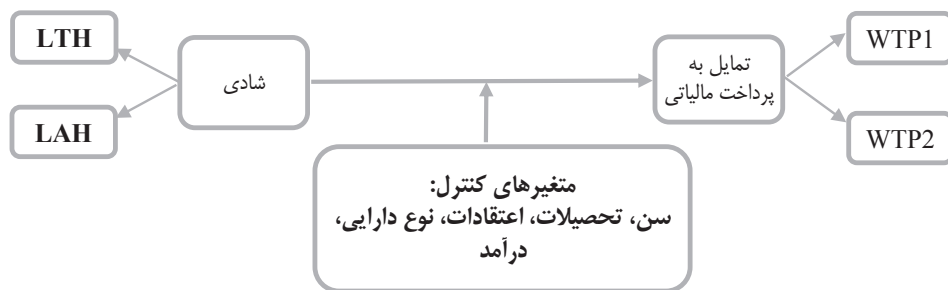 LTH
LAH
شادی
تمایل به
پرداخت مالیاتی
WTP1
WTP2
متغیرهای کنترل:
سن، تحصیلات، اعتقادات، نوع دارایی،
درآمد